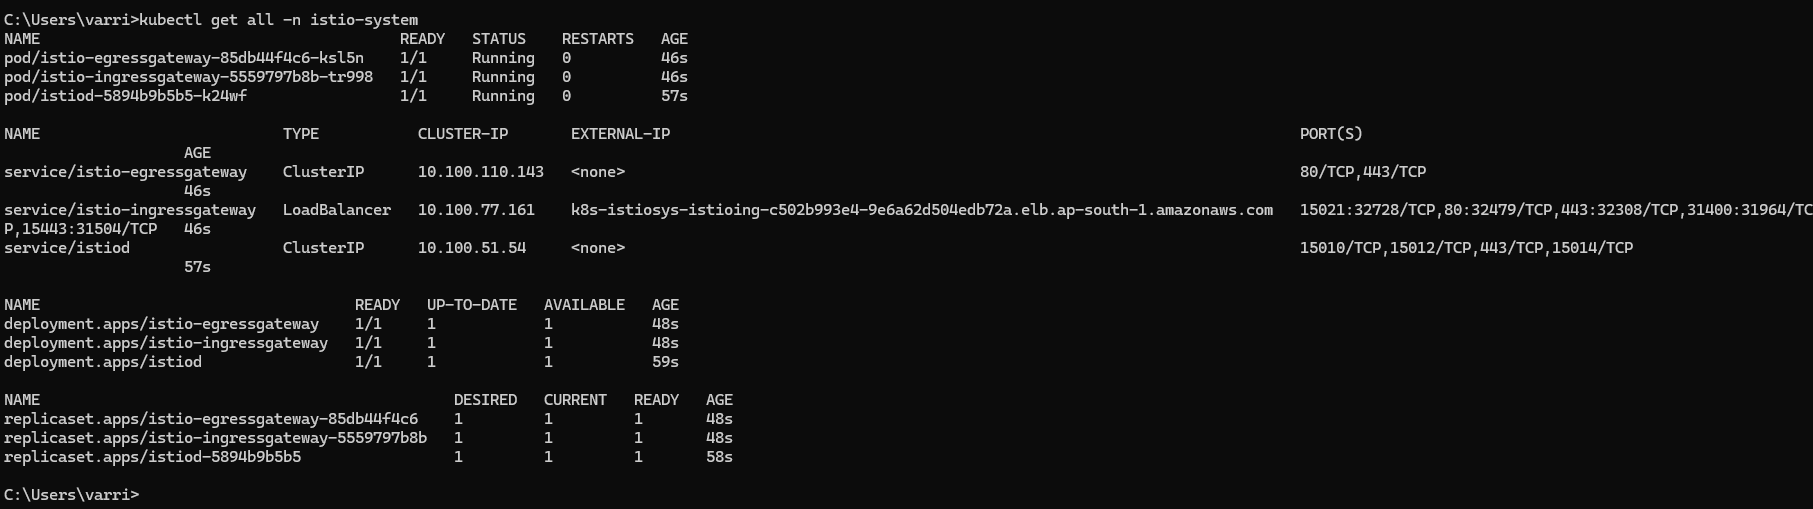 C:\Users\varri>kubectl get all -n istio-system
NAME                                        READY   STATUS    RESTARTS   AGE
pod/istio-egressgateway-85db44f4c6-ksl5n    1/1     Running   0          46s
pod/istio-ingressgateway-5559797b8b-tr998   1/1     Running   0          46s
pod/istiod-5894b9b5b5-k24wf                 1/1     Running   0          57s
NAME                           TYPE           CLUSTER-IP       EXTERNAL-IP                                                                      PORT(S)
                    AGE
service/istio-egressgateway    ClusterIP      10.100.110.143   <none>                                                                           80/TCP,443/TCP
                    46s
service/istio-ingressgateway   LoadBalancer   10.100.77.161    k8s-istiosys-istioing-c502b993e4-9e6a62d504edb72a.elb.ap-south-1.amazonaws.com   15021:32728/TCP,80:32479/TCP,443:32308/TCP,31400:31964/TC
P,15443:31504/TCP   46s
service/istiod                 ClusterIP      10.100.51.54     <none>                                                                           15010/TCP,15012/TCP,443/TCP,15014/TCP
                    57s
NAME                                   READY   UP-TO-DATE   AVAILABLE   AGE
deployment.apps/istio-egressgateway    1/1     1            1           48s
deployment.apps/istio-ingressgateway   1/1     1            1           48s
deployment.apps/istiod                 1/1     1            1           59s
NAME                                              DESIRED   CURRENT   READY   AGE
replicaset.apps/istio-egressgateway-85db44f4c6    1         1         1       48s
replicaset.apps/istio-ingressgateway-5559797b8b   1         1         1       48s
replicaset.apps/istiod-5894b9b5b5                 1         1         1       58s
C:\Users\varri>